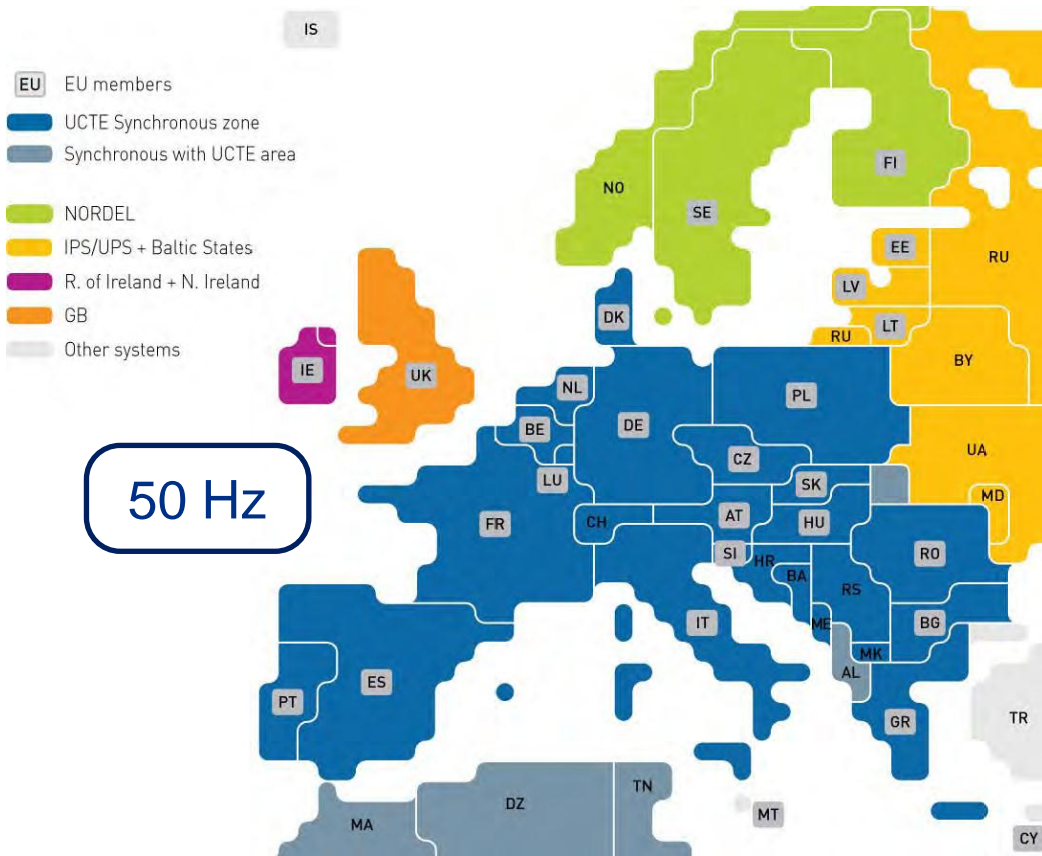 IS
EU EU members
UCTE Synchronous zone
Synchronous with UCTE area
NORDEL
IPS/UPS + Baltic States
R. of Ireland + N. Ireland
GB
Other systems
50 Hz
NO
SE
FI
RU
EE
LV
LT
RU
DK
BY
IE
UK
NL
BE
LU
DE
PL
CZ
SK
UA
MD
FR
CH
AT
HU
SI
HR
BA
RS
RO
ME
MK
BG
AL
IT
PT
ES
GR
TR
MA
DZ
TN
MT
CY